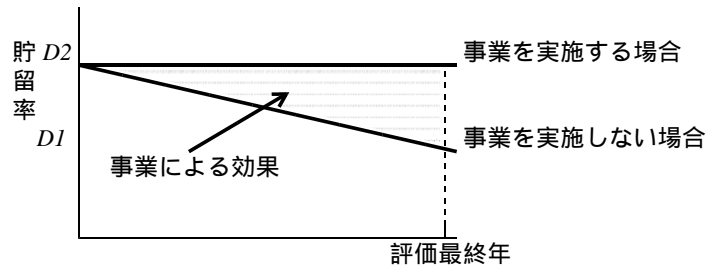 貯留率
D2
事業を実施する場合
D1
事業を実施しない場合
事業による効果
評価最終年